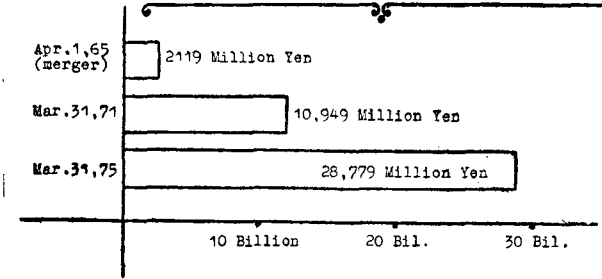 Apr.1,65
(merger)
2119 Million Yen
Mar.31,71
10,949 Million Yen
Mar.31,75
28,779 Million Yen
10 Billion
20 Bil.
30 Bil.